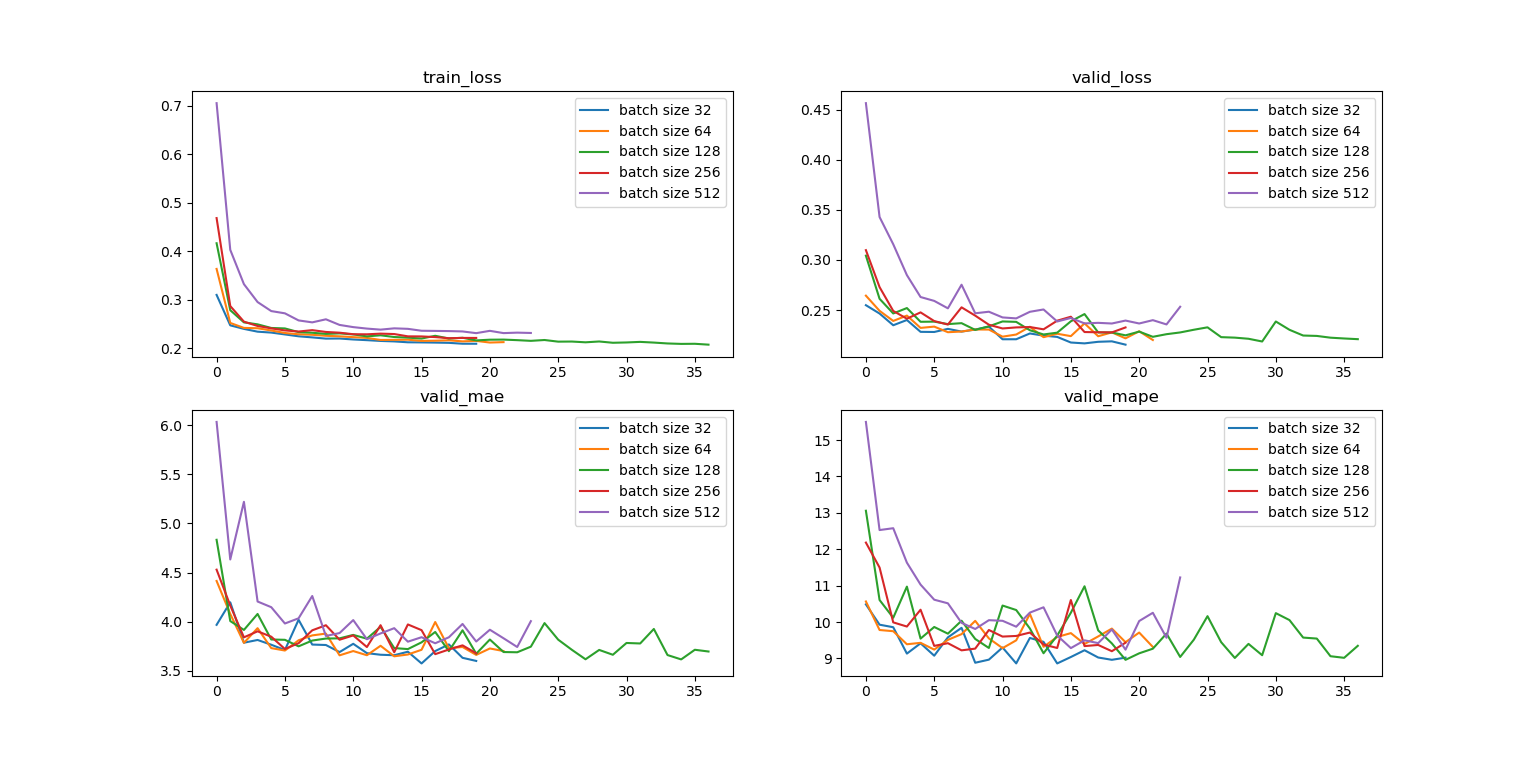 train_loss
0.7
0.6
0.5
0.4
0.3
0.2
0 5 10 15 20 25 30 35
batch size 32
batch size 64
batch size 128
batch size 256
batch size 512
valid_loss
0.45
0.40
0.35
0.30
0.25
0 5 10 15 20 25 30 35
batch size 32
batch size 64
batch size 128
batch size 256
batch size 512
valid_mae
6.0
5.5
5.0
4.5
4.0
3.5
0 5 10 15 20 25 30 35
batch size 32
batch size 64
batch size 128
batch size 256
batch size 512
valid_mape
15
14
13
12
11
10
9
0 5 10 15 20 25 30 35
batch size 32
batch size 64
batch size 128
batch size 256
batch size 512